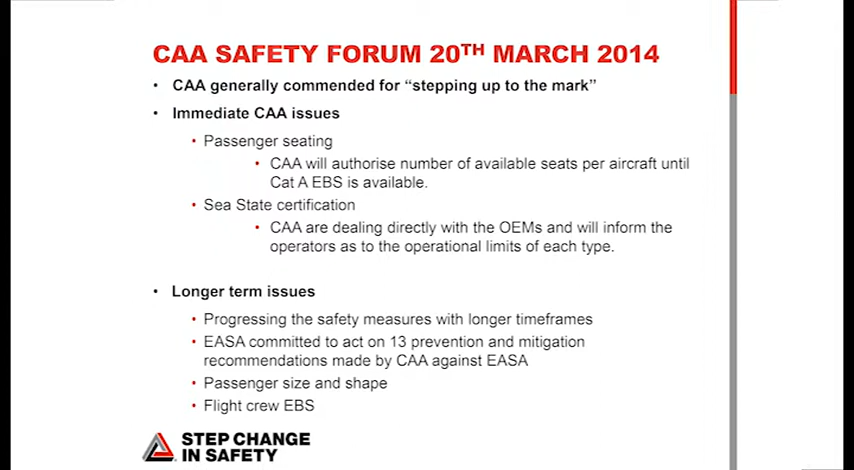 CAA SAFETY FORUM 20TH MARCH 2014
• CAA generally commended for “stepping up to the mark”
• Immediate CAA issues
• Passenger seating
• CAA will authorise number of available seats per aircraft until
Cat A EBS is available.
• Sea State certification
• CAA are dealing directly with the OEMs and will inform the
operators as to the operational limits of each type.
• Longer term issues
• Progressing the safety measures with longer timeframes
• EASA committed to act on 13 prevention and mitigation
recommendations made by CAA against EASA
• Passenger size and shape
• Flight crew EBS
STEP CHANGE
IN SAFETY